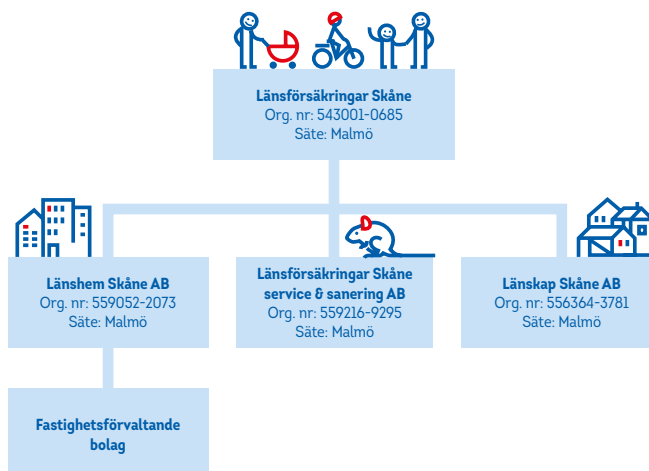 Länsförsäkringar Skåne
Org. nr: 543001-0685
Säte: Malmö
Länshem Skåne AB
Org. nr: 559052-2073
Säte: Malmö
Länsförsäkringar Skåne
service & sanering AB
Org. nr: 559216-9295
Säte: Malmö
Länskap Skåne AB
Org. nr: 556364-3781
Säte: Malmö
Fastighetsförvaltande
bolag